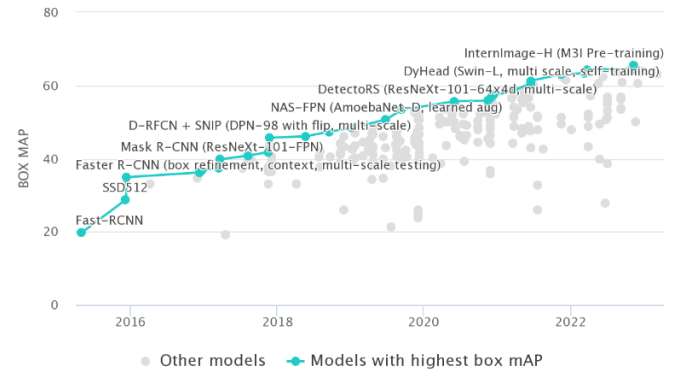 80
InternImage-H (M3I Pre-training)
DyHead (Swin-L, multi scale, self-training)
60
DetectoRS (ResNeXt-101-64x4d, multi-scale)
NAS-FPN (AmoebaNet-D, learned aug)
D-RFCN + SNIP (DPN-98 with flip, multi-scale)
Mask R-CNN (ResNeXt-101-FPN)
40
Faster R-CNN (box refinement, context, multi-scale testing)
SSD512
Fast-RCNN
20
0
BOX MAP
2016 2018 2020 2022
Other models Models with highest box mAP